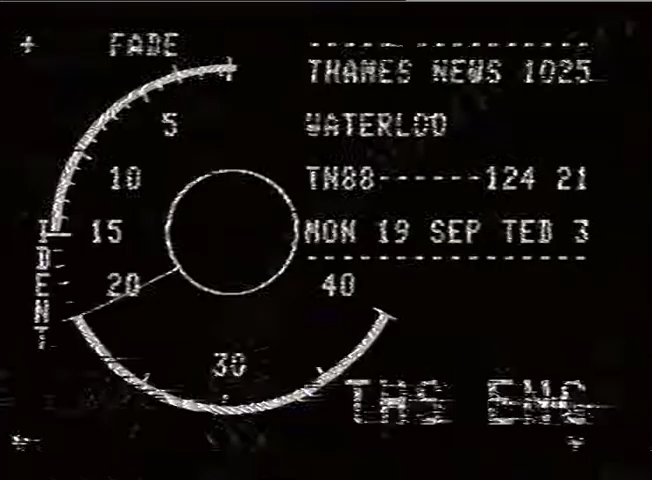 FADE
THAMES NEWS 1025
5
WATERLOO
10
TN88------124 21
15
MON 19 SEP TED 3
20
40
IDENT
30
THS ENG